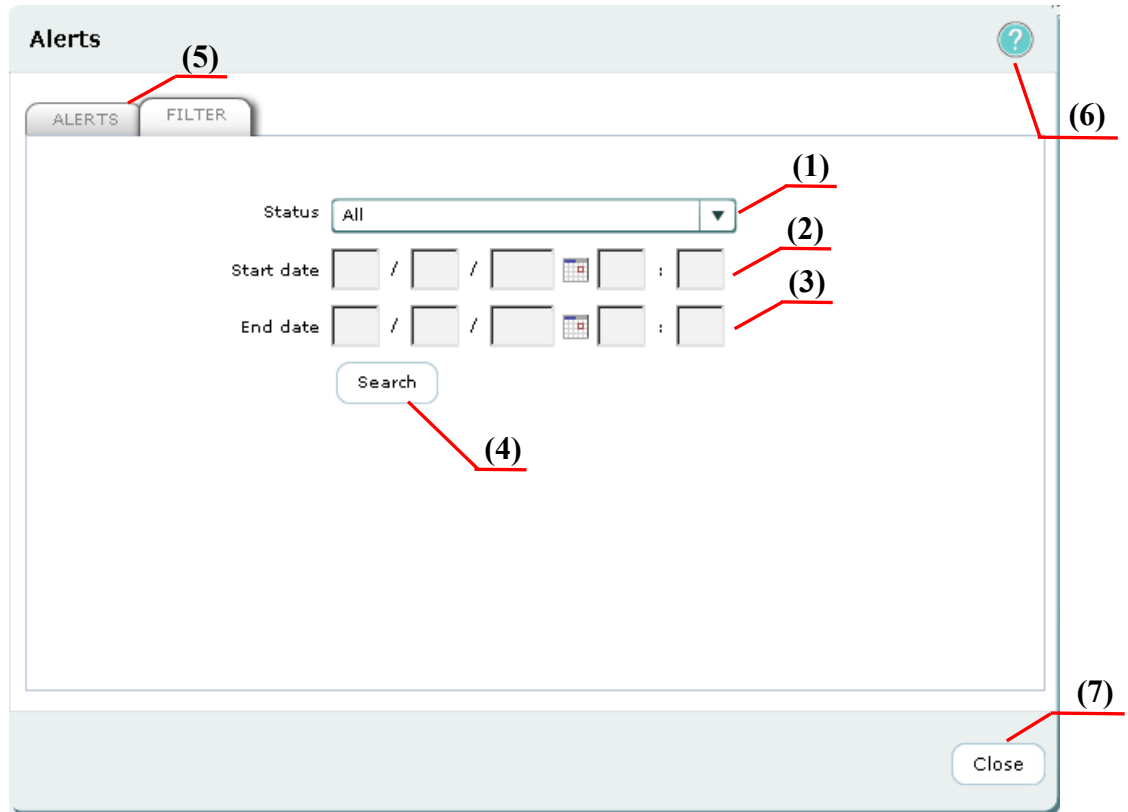 Alerts
?
(5)
(6)
ALERTS FILTER
(1)
Status All
(2)
Start date / / :
(3)
End date / / :
Search
(4)
(7)
Close